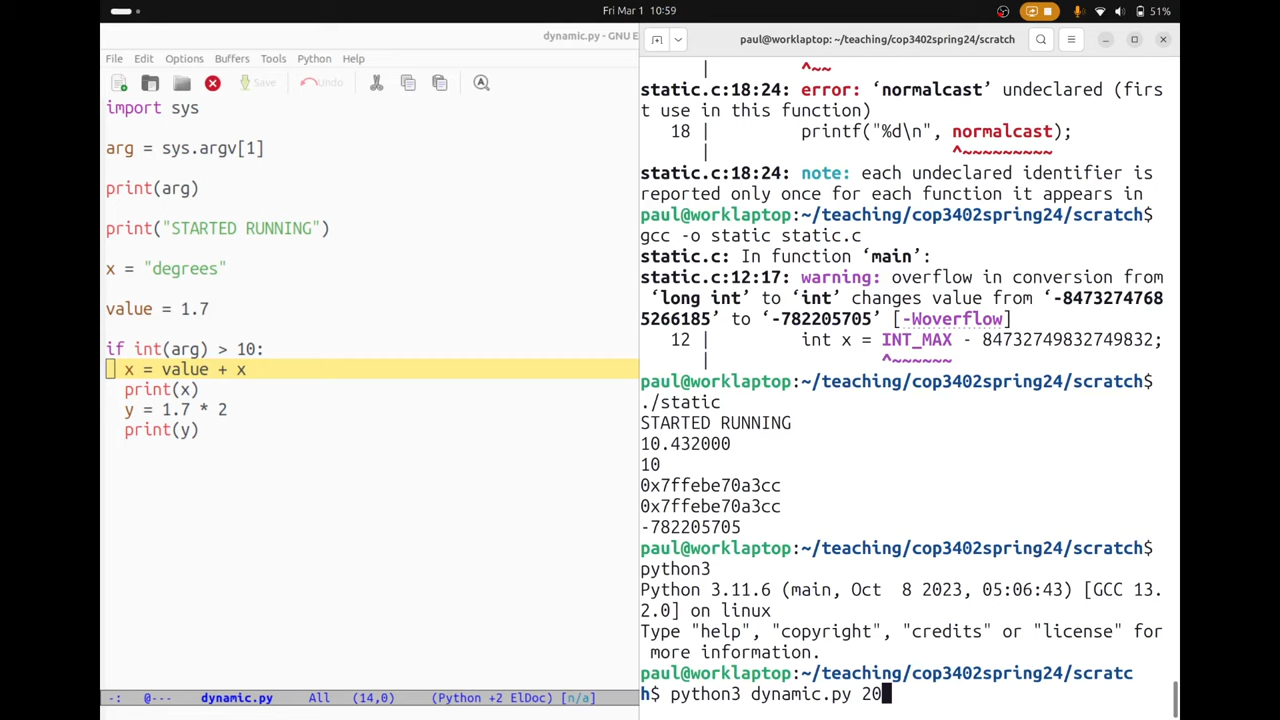 Fri Mar 1 10:59
51%
dynamic.py - GNU E
File Edit Options Buffers Tools Python Help
Save Undo
import sys
arg = sys.argv[1]
print(arg)
print("STARTED RUNNING")
x = "degrees"
value = 1.7
if int(arg) > 10:
x = value + x
print(x)
y = 1.7 * 2
print(y)
-: @--- dynamic.py All (14,0) (Python +2 ElDoc) [n/a]
paul@worklaptop: ~/teaching/cop3402spring24/scratch
| ^~~
static.c:18:24: error: ‘normalcast’ undeclared (firs
t use in this function)
18 | printf("%d\n", normalcast);
| ^~~~~~~~~~
static.c:18:24: note: each undeclared identifier is
reported only once for each function it appears in
paul@worklaptop:~/teaching/cop3402spring24/scratch$
gcc -o static static.c
static.c: In function ‘main’:
static.c:12:17: warning: overflow in conversion from
‘long int’ to ‘int’ changes value from ‘-8473274768
5266185’ to ‘-782205705’ [-Woverflow]
12 | int x = INT_MAX - 84732749832749832;
| ^~~~~~~
paul@worklaptop:~/teaching/cop3402spring24/scratch$
./static
STARTED RUNNING
10.432000
10
0x7ffebe70a3cc
0x7ffebe70a3cc
-782205705
paul@worklaptop:~/teaching/cop3402spring24/scratch$
python3
Python 3.11.6 (main, Oct 8 2023, 05:06:43) [GCC 13.
2.0] on linux
Type "help", "copyright", "credits" or "license" for
more information.
paul@worklaptop:~/teaching/cop3402spring24/scratc
h$ python3 dynamic.py 20